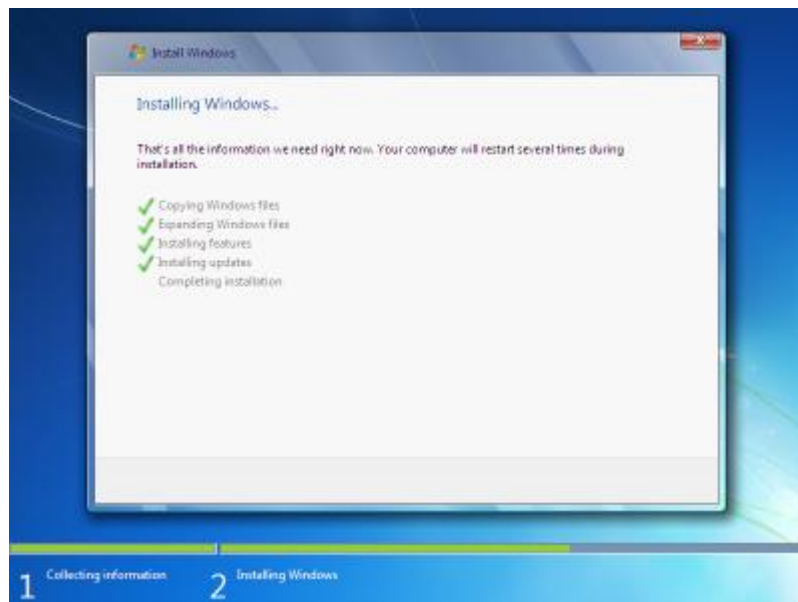 Install Windows
Installing Windows...
That's all the information we need right now. Your computer will restart several times during
installation.
Copying Windows files
Expanding Windows files
Installing features
Installing updates
Completing installation
1 Collecting information
2 Installing Windows